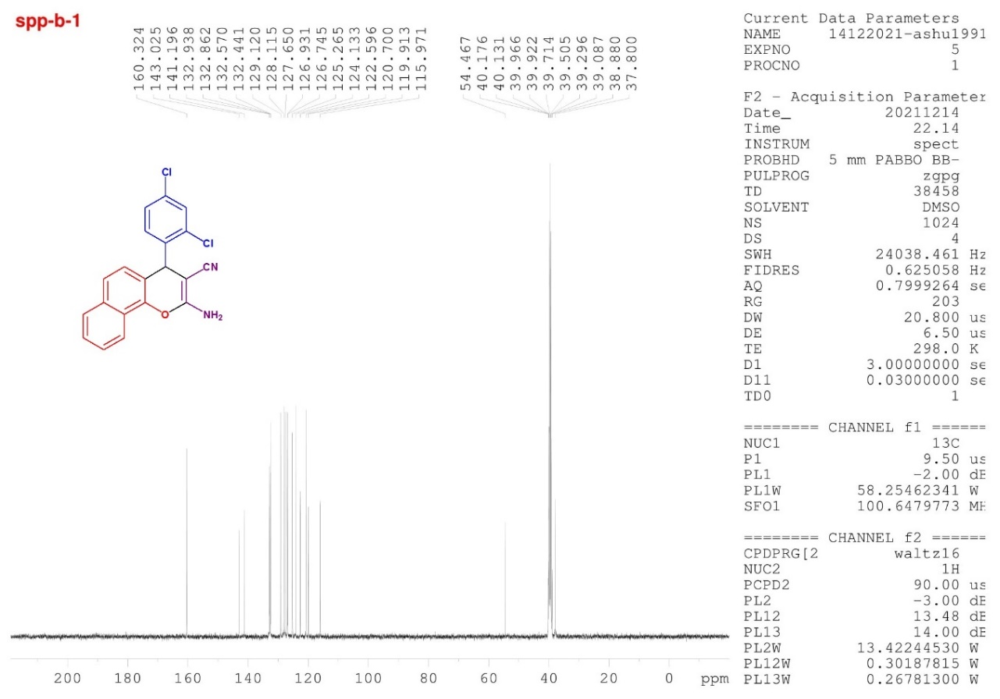 spp-b-1
160.324
143.025
141.196
132.938
132.862
132.570
132.441
129.120
128.115
127.650
126.931
126.745
125.265
124.133
122.596
120.700
119.913
115.971
54.467
40.176
40.131
39.966
39.922
39.714
39.505
39.296
39.087
38.880
37.800
Cl
Cl
CN
O
NH2
200 180 160 140 120 100 80 60 40 20 0 ppm
Current Data Parameters
NAME 14122021-ashu1991
EXPNO 5
PROCNO 1
F2 - Acquisition Parameter
Date_ 20211214
Time 22.14
INSTRUM spect
PROBHD 5 mm PABBO BB-
PULPROG zgpg
TD 38458
SOLVENT DMSO
NS 1024
DS 4
SWH 24038.461 Hz
FIDRES 0.625058 Hz
AQ 0.7999264 se
RG 203
DW 20.800 us
DE 6.50 us
TE 298.0 K
D1 3.00000000 se
D11 0.03000000 se
TD0 1
======== CHANNEL f1 ======
NUC1 13C
P1 9.50 us
PL1 -2.00 dB
PL1W 58.25462341 W
SFO1 100.6479773 MH
======== CHANNEL f2 ======
CPDPRG[2 waltz16
NUC2 1H
PCPD2 90.00 us
PL2 -3.00 dB
PL12 13.48 dB
PL13 14.00 dB
PL2W 13.42244530 W
PL12W 0.30187815 W
PL13W 0.26781300 W